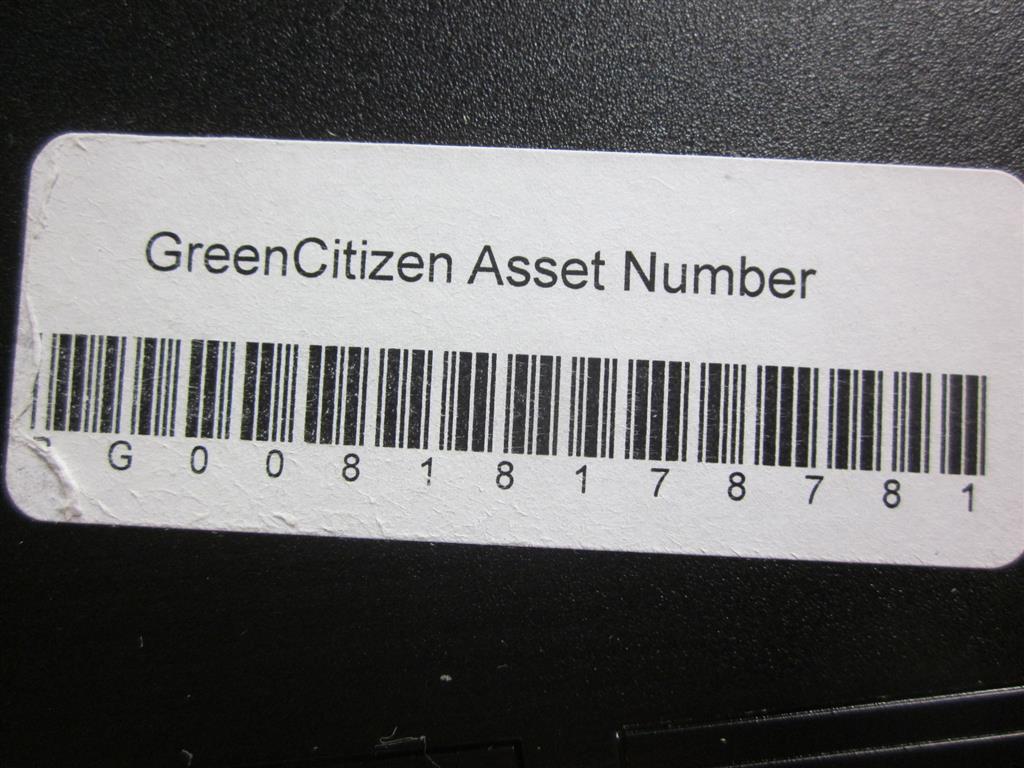 GreenCitizen Asset Number
G 0 0 8 1 8 1 7 8 7 8 1